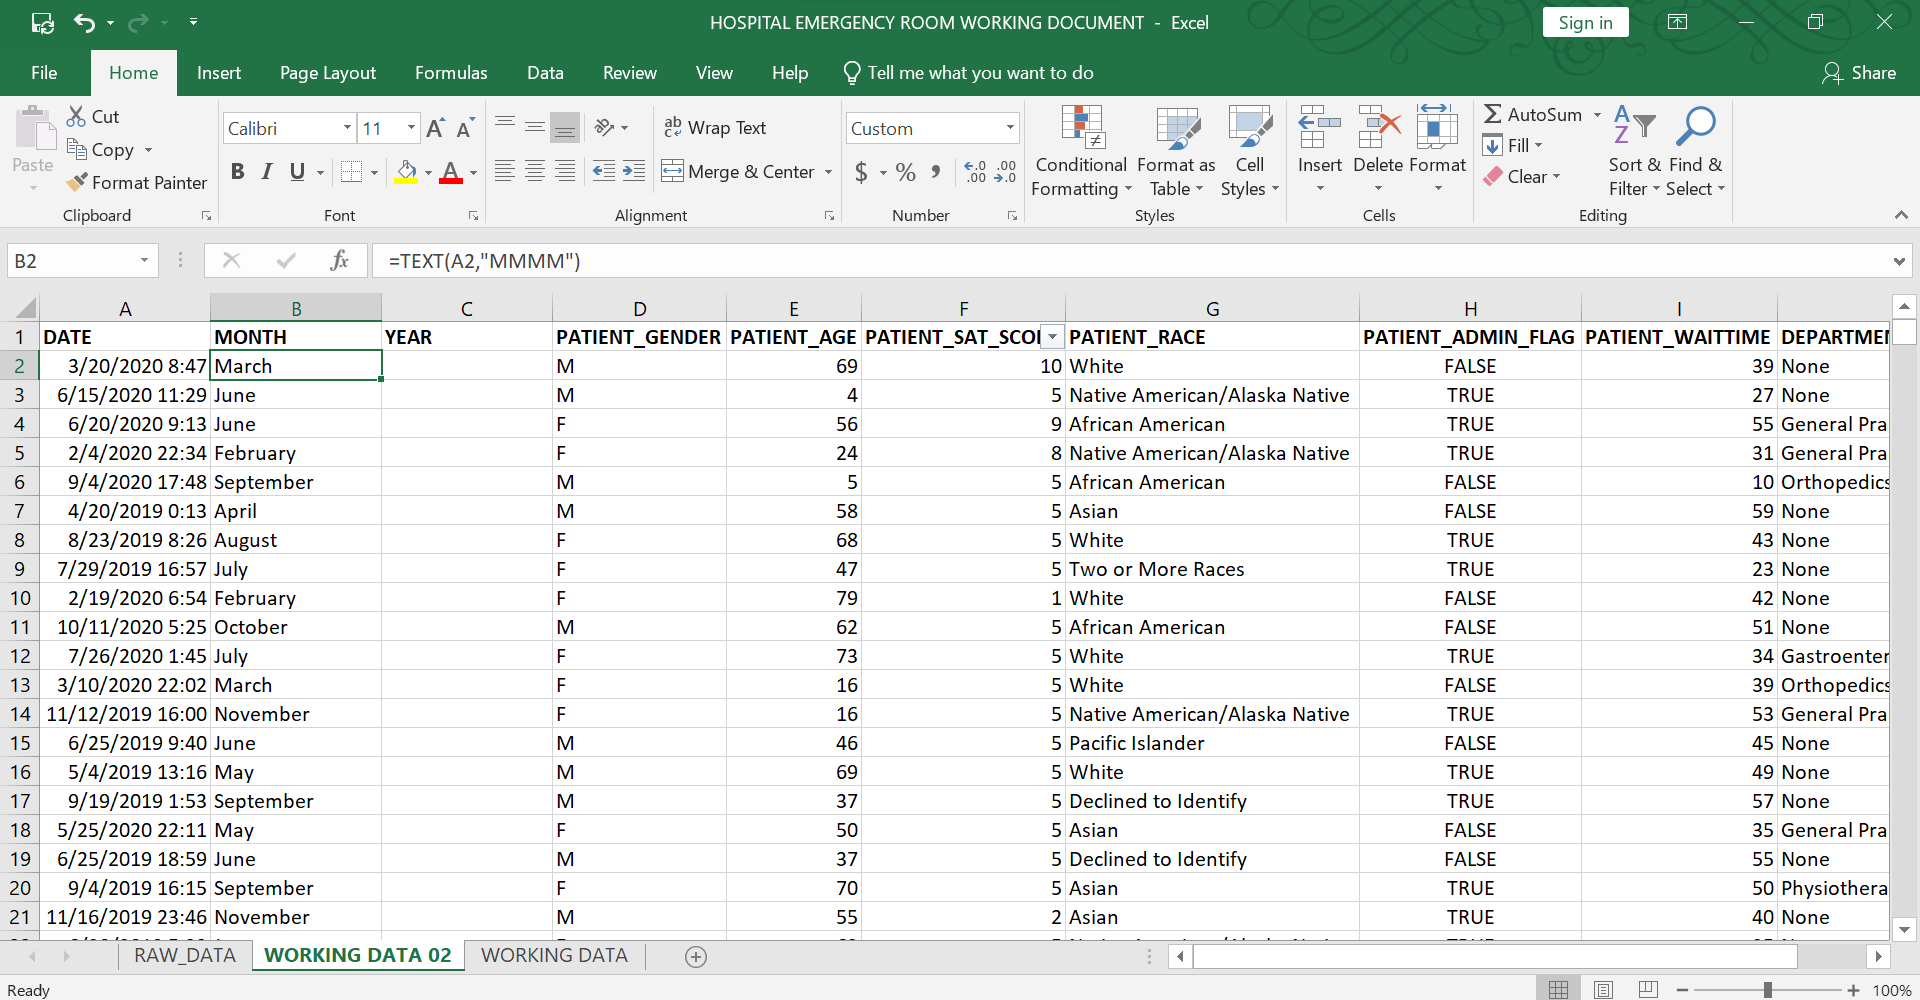 HOSPITAL EMERGENCY ROOM WORKING DOCUMENT - Excel
Sign in
File Home Insert Page Layout Formulas Data Review View Help Tell me what you want to do Share
Paste
Cut
Copy
Format Painter
Clipboard
Calibri 11
B I U
Font
Wrap Text
Merge & Center
Alignment
Custom
$ % ,
Number
Conditional Formatting
Format as Table
Cell Styles
Styles
Insert Delete Format
Cells
AutoSum
Fill
Clear
Sort & Filter
Find & Select
Editing
B2 fx =TEXT(A2,"MMMM")
A B C D E F G H I
1 DATE MONTH YEAR PATIENT_GENDER PATIENT_AGE PATIENT_SAT_SCO PATIENT_RACE PATIENT_ADMIN_FLAG PATIENT_WAITTIME DEPARTMEN
2 3/20/2020 8:47 March M 69 10 White FALSE 39 None
3 6/15/2020 11:29 June M 4 5 Native American/Alaska Native TRUE 27 None
4 6/20/2020 9:13 June F 56 9 African American TRUE 55 General Pra
5 2/4/2020 22:34 February F 24 8 Native American/Alaska Native TRUE 31 General Pra
6 9/4/2020 17:48 September M 5 5 African American FALSE 10 Orthopedics
7 4/20/2019 0:13 April M 58 5 Asian FALSE 59 None
8 8/23/2019 8:26 August F 68 5 White TRUE 43 None
9 7/29/2019 16:57 July F 47 5 Two or More Races TRUE 23 None
10 2/19/2020 6:54 February F 79 1 White FALSE 42 None
11 10/11/2020 5:25 October M 62 5 African American FALSE 51 None
12 7/26/2020 1:45 July F 73 5 White TRUE 34 Gastroenter
13 3/10/2020 22:02 March F 16 5 White FALSE 39 Orthopedics
14 11/12/2019 16:00 November F 16 5 Native American/Alaska Native TRUE 53 General Pra
15 6/25/2019 9:40 June M 46 5 Pacific Islander FALSE 45 None
16 5/4/2019 13:16 May M 69 5 White TRUE 49 None
17 9/19/2019 1:53 September M 37 5 Declined to Identify TRUE 57 None
18 5/25/2020 22:11 May F 50 5 Asian FALSE 35 General Pra
19 6/25/2019 18:59 June M 37 5 Declined to Identify FALSE 55 None
20 9/4/2019 16:15 September F 70 5 Asian TRUE 50 Physiothera
21 11/16/2019 23:46 November M 55 2 Asian TRUE 40 None
RAW_DATA WORKING DATA 02 WORKING DATA
Ready 100%